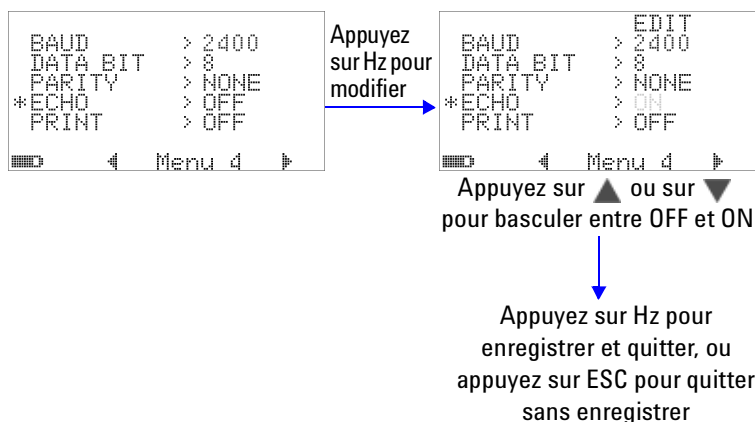 BAUD > 2400
DATA BIT > 8
PARITY > NONE
*ECHO > OFF
PRINT > OFF
Menu 4
Appuyez
sur Hz pour
modifier
EDIT
BAUD > 2400
DATA BIT > 8
PARITY > NONE
*ECHO > ON
PRINT > OFF
Menu 4
Appuyez sur ▲ ou sur ▼
pour basculer entre OFF et ON
Appuyez sur Hz pour
enregistrer et quitter, ou
appuyez sur ESC pour quitter
sans enregistrer